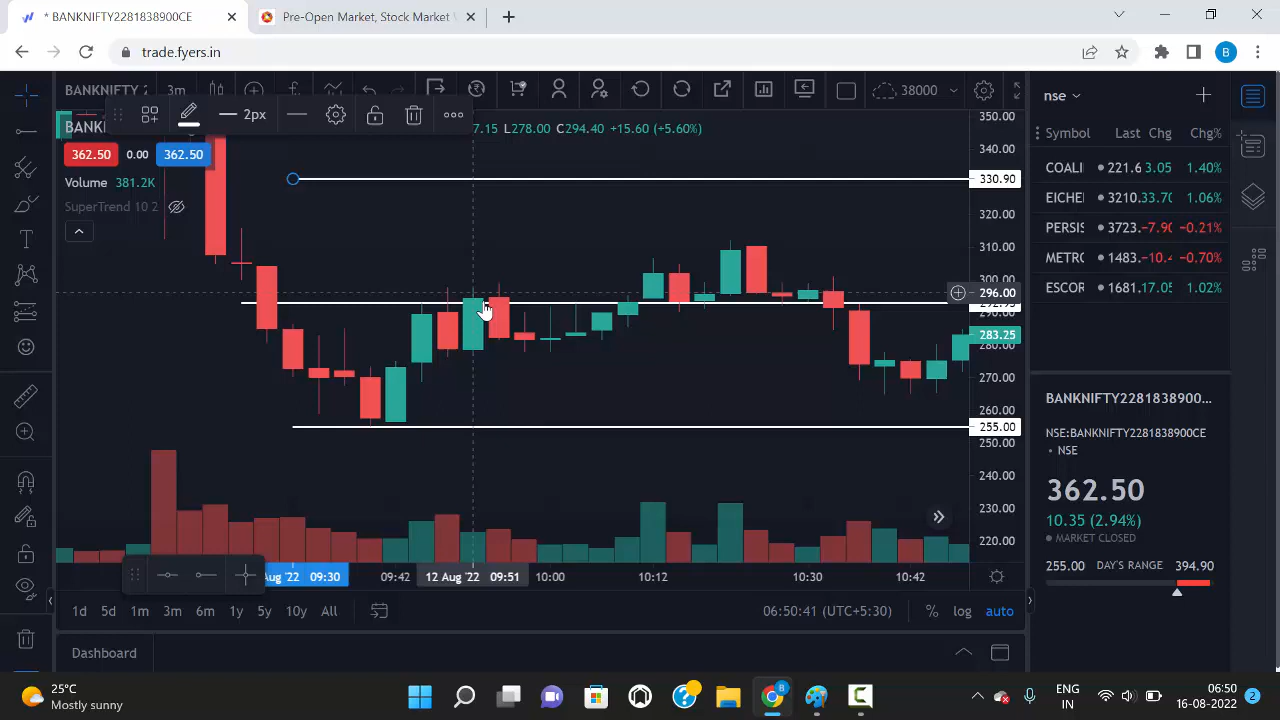 * BANKNIFTY2281838900CE
Pre-Open Market, Stock Market
trade.fyers.in
B
BANKNIFTY 2
3m
38000
nse
2px
BANK
7.15 L278.00 C294.40 +15.60 (+5.60%)
362.50 0.00 362.50
Volume 381.2K
SuperTrend 10 2
350.00
340.00
330.90
320.00
310.00
300.00
296.00
292.95
290.00
283.25
280.00
270.00
260.00
255.00
250.00
240.00
230.00
220.00
Symbol Last Chg Chg%
COALI 221.6 3.05 1.40%
EICHE 3210. 33.70 1.06%
PERSIS 3723. −7.90 −0.21%
METRO 1483. −10.4 −0.70%
ESCOR 1681. 17.05 1.02%
BANKNIFTY2281838900...
NSE:BANKNIFTY2281838900CE
NSE
362.50
10.35 (2.94%)
MARKET CLOSED
255.00 DAY'S RANGE 394.90
Aug '22 09:30 09:42 12 Aug '22 09:51 10:00 10:12 10:30 10:42
1d 5d 1m 3m 6m 1y 5y 10y All
06:50:41 (UTC+5:30) % log auto
Dashboard
25°C
Mostly sunny
ENG
IN
06:50
16-08-2022
2